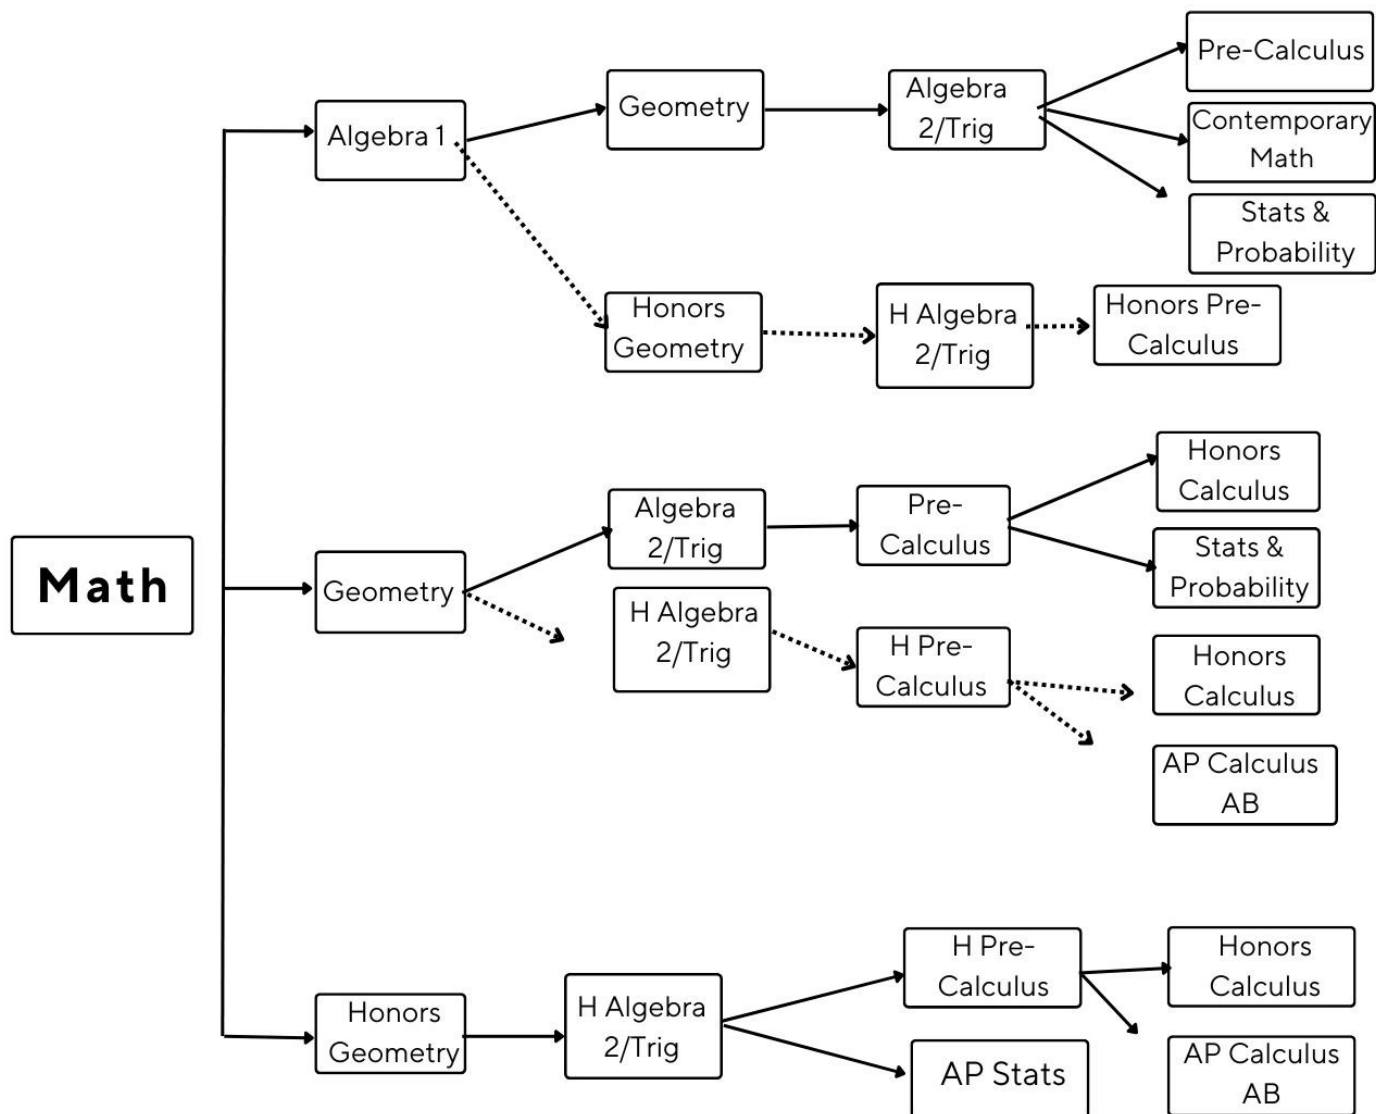 Math
Algebra 1
Geometry
Algebra
2/Trig
Pre-Calculus
Contemporary
Math
Stats &
Probability
Honors
Geometry
H Algebra
2/Trig
Honors Pre-
Calculus
Geometry
Algebra
2/Trig
Pre-
Calculus
Honors
Calculus
Stats &
Probability
H Algebra
2/Trig
H Pre-
Calculus
Honors
Calculus
AP Calculus
AB
Honors
Geometry
H Algebra
2/Trig
H Pre-
Calculus
Honors
Calculus
AP Stats
AP Calculus
AB